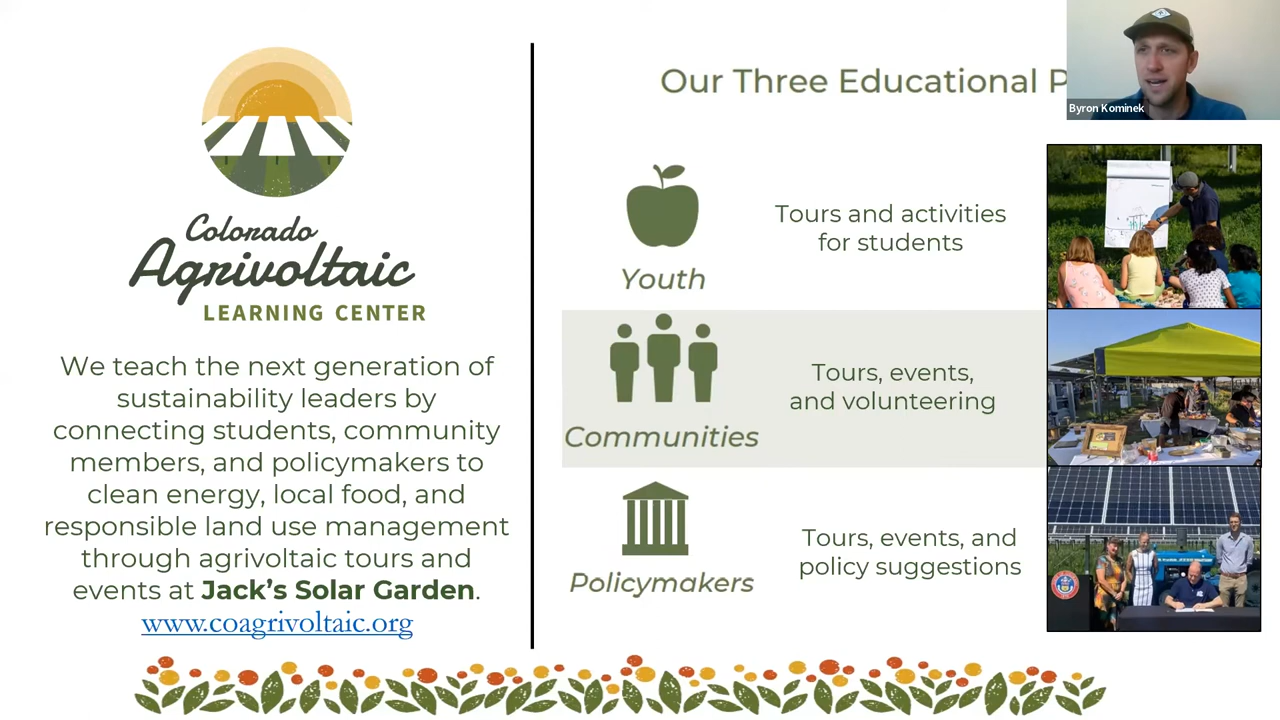 Colorado
Agrivoltaic
LEARNING CENTER
We teach the next generation of
sustainability leaders by
connecting students, community
members, and policymakers to
clean energy, local food, and
responsible land use management
through agrivoltaic tours and
events at Jack's Solar Garden.
www.coagrivoltaic.org
Our Three Educational P
Byron Kominek
Youth
Tours and activities
for students
Communities
Tours, events,
and volunteering
Policymakers
Tours, events, and
policy suggestions